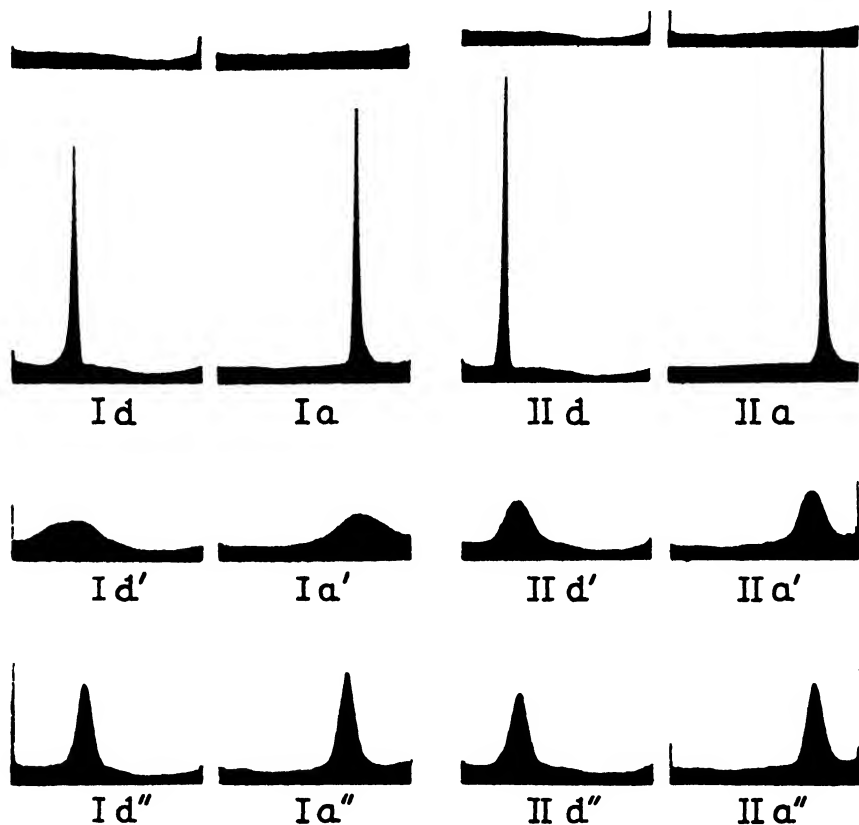 I d I a II d II a
I d′ I a′ II d′ II a′
I d″ I a″ II d″ II a″